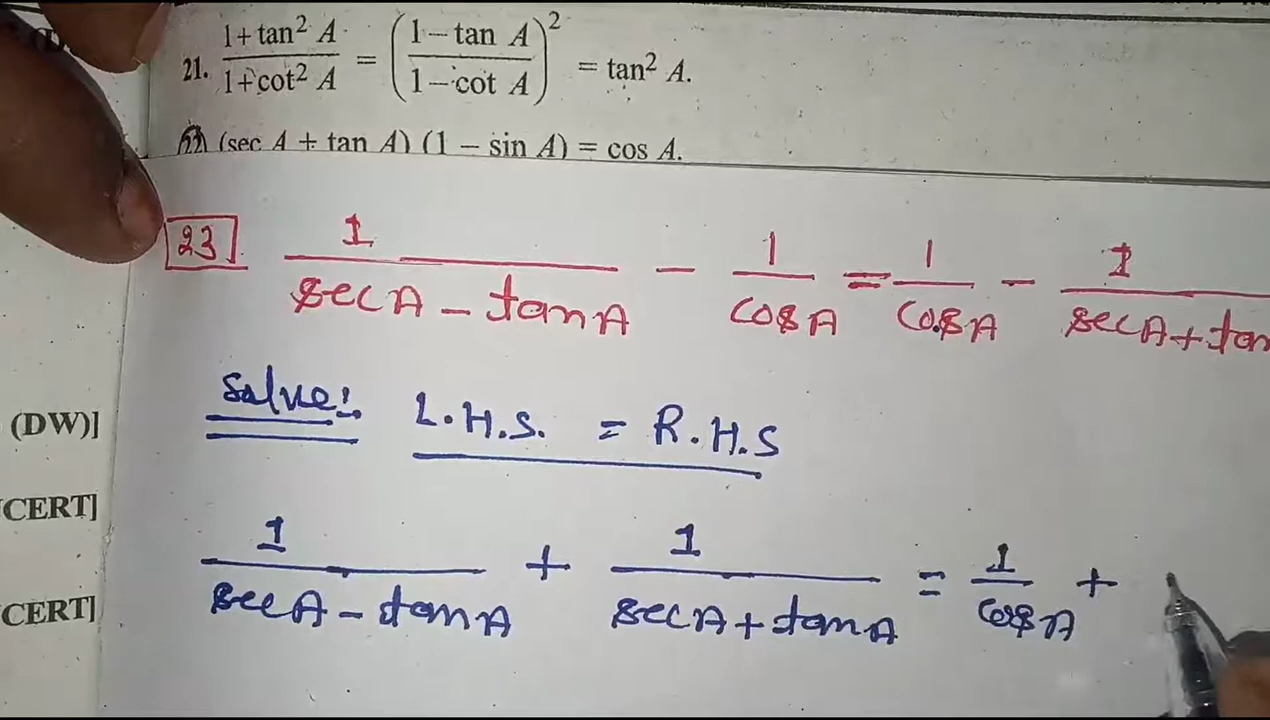 21. (1+tan² A)/(1+cot² A) = ((1−tan A)/(1−cot A))² = tan² A.
22. (sec A + tan A) (1 − sin A) = cos A.
23 1/(secA − tanA) − 1/cosA = 1/cosA − 1/(secA + tan
Solve:
L.H.S. = R.H.S
(DW)]
CERT]
1/(secA − tanA) + 1/(secA + tanA) = 1/cosA +
CERT]